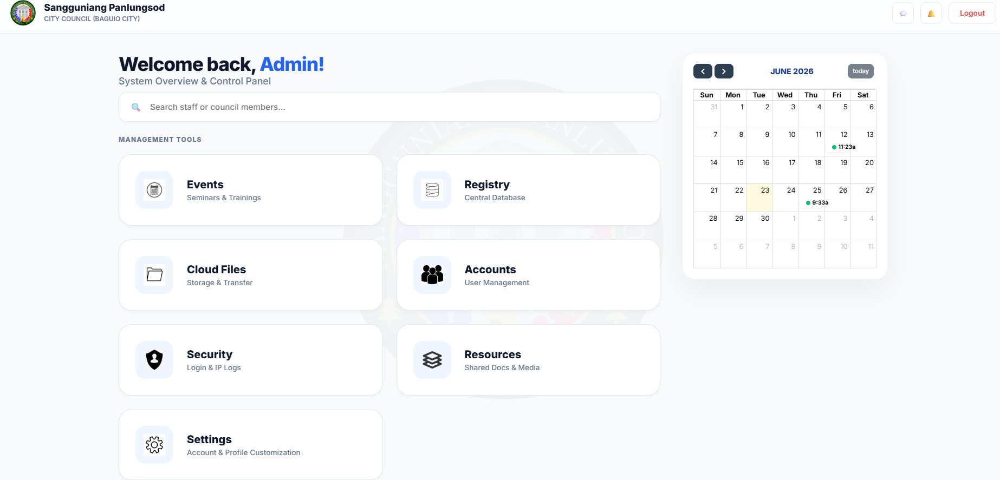 Sangguniang Panlungsod
CITY COUNCIL (BAGUIO CITY)
Logout
Welcome back, Admin!
System Overview & Control Panel
Search staff or council members...
MANAGEMENT TOOLS
Events
Seminars & Trainings
Registry
Central Database
Cloud Files
Storage & Transfer
Accounts
User Management
Security
Login & IP Logs
Resources
Shared Docs & Media
Settings
Account & Profile Customization
JUNE 2026
today
Sun Mon Tue Wed Thu Fri Sat
31 1 2 3 4 5 6
7 8 9 10 11 12 13
11:23a
14 15 16 17 18 19 20
21 22 23 24 25 26 27
9:33a
28 29 30 1 2 3 4
5 6 7 8 9 10 11